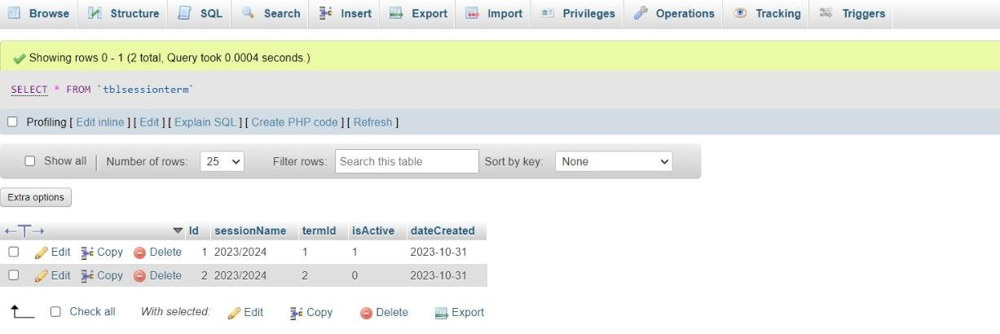 Browse Structure SQL Search Insert Export Import Privileges Operations Tracking Triggers
Showing rows 0 - 1 (2 total, Query took 0.0004 seconds.)
SELECT * FROM `tblsessionterm`
Profiling [ Edit inline ] [ Edit ] [ Explain SQL ] [ Create PHP code ] [ Refresh ]
Show all | Number of rows: 25 Filter rows: Search this table Sort by key: None
Extra options
←T→ Id sessionName termId isActive dateCreated
Edit Copy Delete 1 2023/2024 1 1 2023-10-31
Edit Copy Delete 2 2023/2024 2 0 2023-10-31
Check all With selected: Edit Copy Delete Export